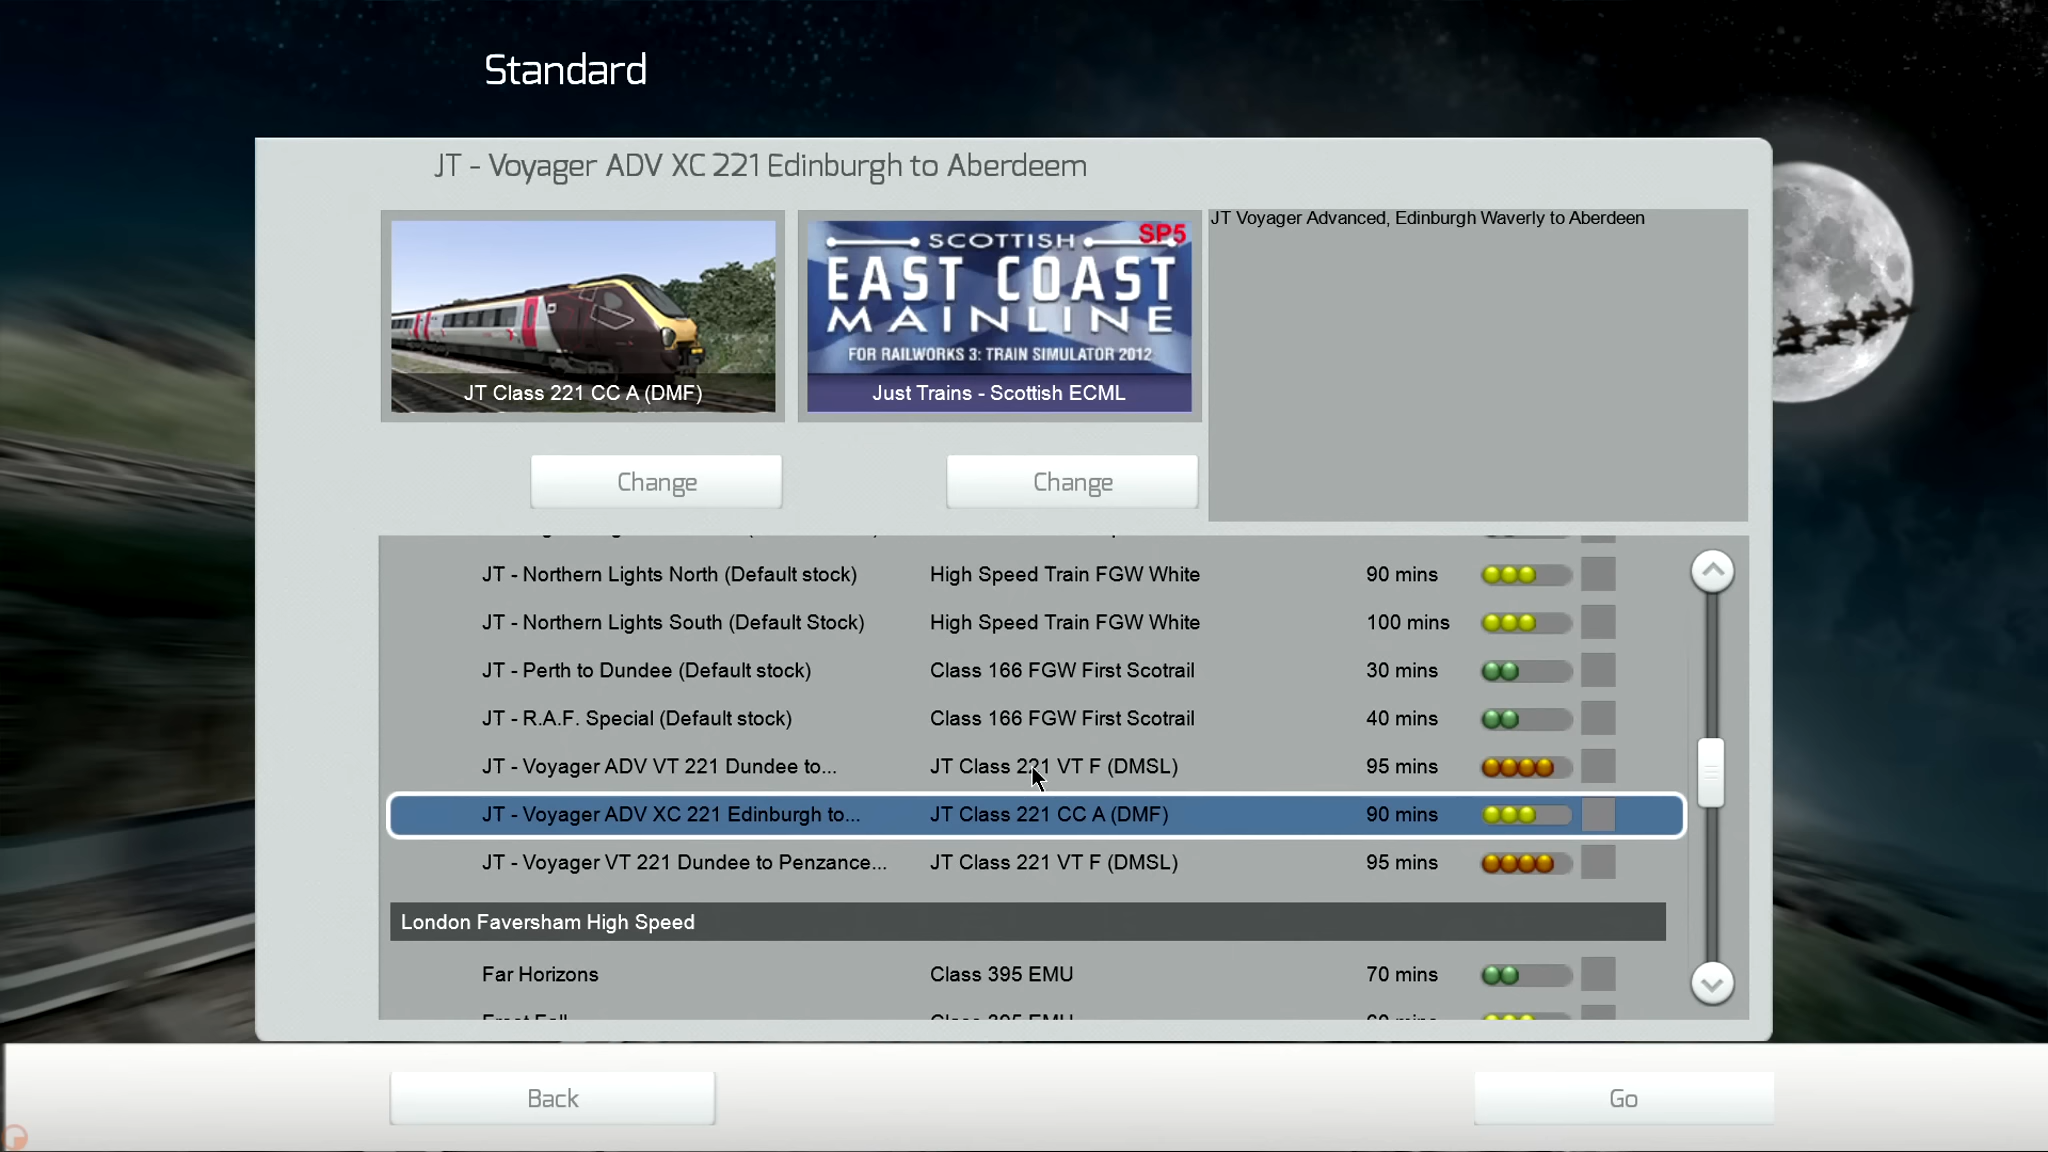 Standard
JT - Voyager ADV XC 221 Edinburgh to Aberdeem
SCOTTISH
SP5
EAST COAST
MAINLINE
FOR RAILWORKS 3: TRAIN SIMULATOR 2012
JT Class 221 CC A (DMF)
Just Trains - Scottish ECML
JT Voyager Advanced, Edinburgh Waverly to Aberdeen
Change
Change
JT - Northern Lights North (Default stock) High Speed Train FGW White 90 mins
JT - Northern Lights South (Default Stock) High Speed Train FGW White 100 mins
JT - Perth to Dundee (Default stock) Class 166 FGW First Scotrail 30 mins
JT - R.A.F. Special (Default stock) Class 166 FGW First Scotrail 40 mins
JT - Voyager ADV VT 221 Dundee to... JT Class 221 VT F (DMSL) 95 mins
JT - Voyager ADV XC 221 Edinburgh to... JT Class 221 CC A (DMF) 90 mins
JT - Voyager VT 221 Dundee to Penzance... JT Class 221 VT F (DMSL) 95 mins
London Faversham High Speed
Far Horizons Class 395 EMU 70 mins
Class 395 EMU 60 mins
Back
Go